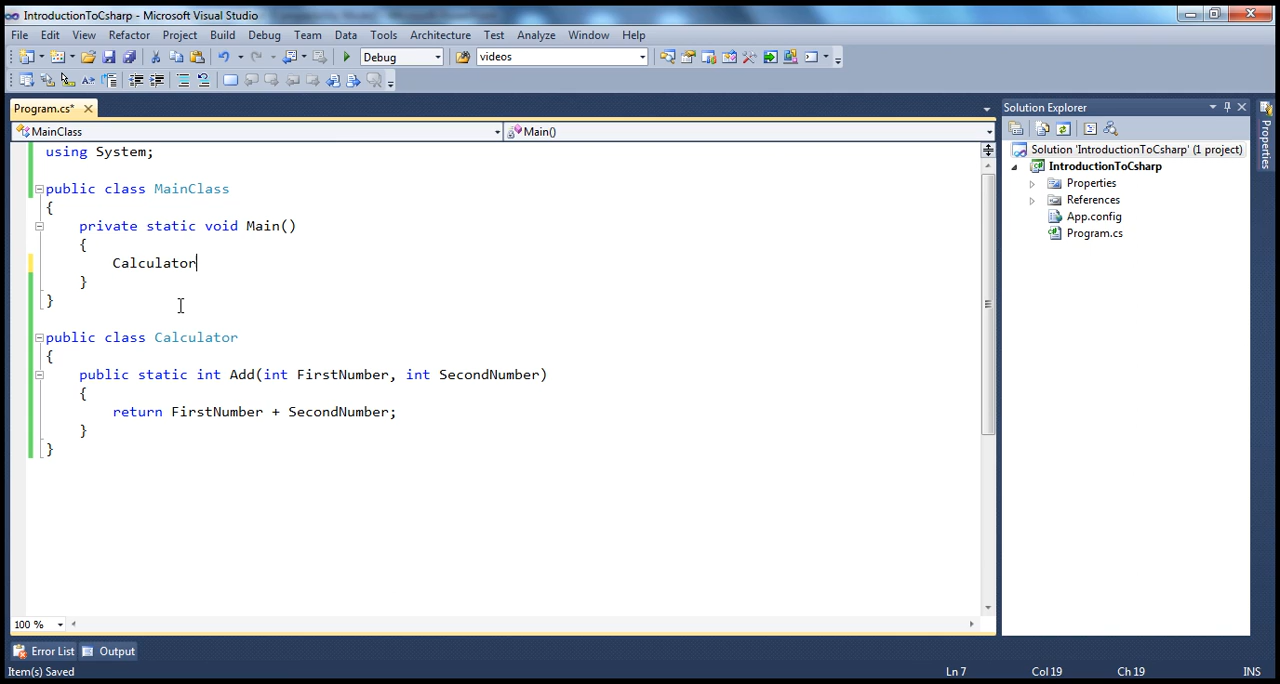 IntroductionToCsharp - Microsoft Visual Studio
File Edit View Refactor Project Build Debug Team Data Tools Architecture Test Analyze Window Help
Debug videos
Program.cs*
MainClass Main()
using System;
public class MainClass
{
private static void Main()
{
Calculator
}
}
public class Calculator
{
public static int Add(int FirstNumber, int SecondNumber)
{
return FirstNumber + SecondNumber;
}
}
100 %
Solution Explorer
Solution 'IntroductionToCsharp' (1 project)
IntroductionToCsharp
Properties
References
App.config
Program.cs
Properties
Error List Output
Item(s) Saved Ln 7 Col 19 Ch 19 INS